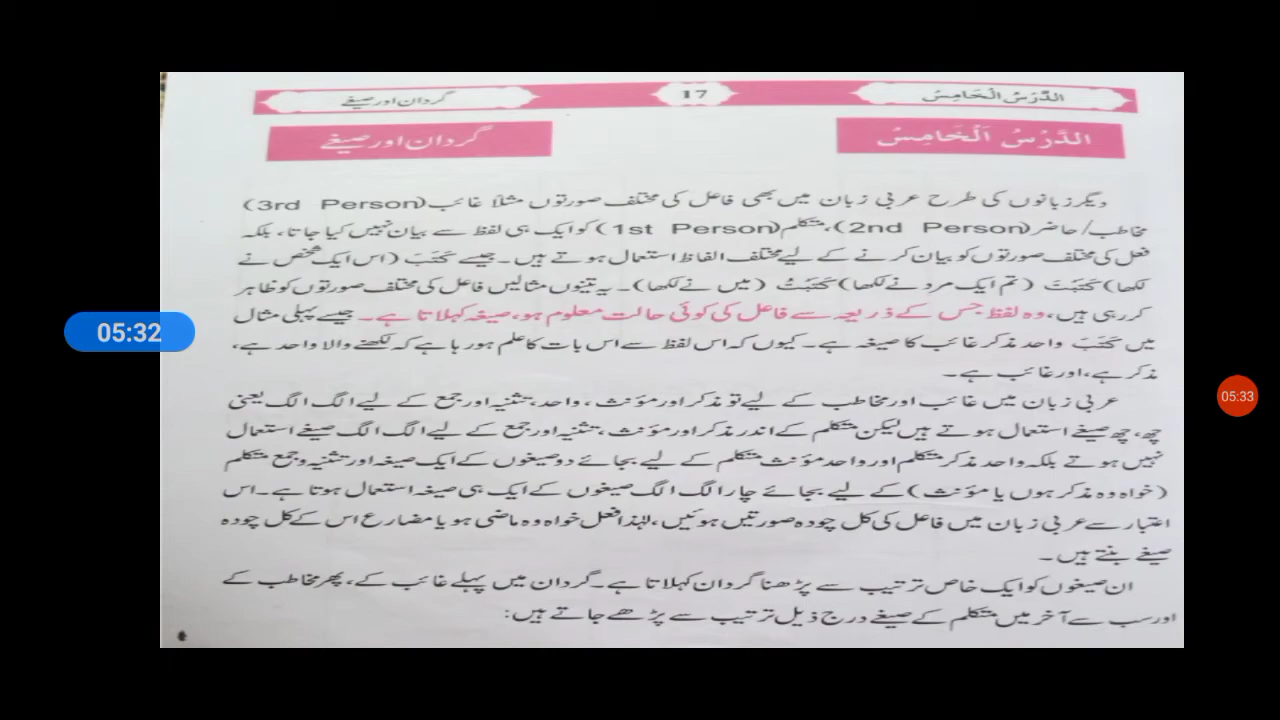 الدَّرْسُ الْخَامِسُ
17
گردان اور صیغے
الدَّرْسُ اَلْخَامِسُ
گردان اور صیغے
دیگر زبانوں کی طرح عربی زبان میں بھی فاعل کی مختلف صورتوں مثلاً غائب (3rd Person)
مخاطب/حاضر (2nd Person)، متکلم (1st Person) کو ایک ہی لفظ سے بیان نہیں کیا جاتا، بلکہ
فعل کی مختلف صورتوں کو بیان کرنے کے لیے مختلف الفاظ استعمال ہوتے ہیں۔ جیسے كَتَبَ (اس ایک شخص نے
لکھا) كَتَبْتَ (تم ایک مرد نے لکھا) كَتَبْتُ (میں نے لکھا)۔ یہ تینوں مثالیں فاعل کی مختلف صورتوں کو ظاہر
کر رہی ہیں، وہ لفظ جس کے ذریعہ سے فاعل کی کوئی حالت معلوم ہو، صیغہ کہلاتا ہے۔ جیسے پہلی مثال
میں كَتَبَ واحد مذکر غائب کا صیغہ ہے۔ کیوں کہ اس لفظ سے اس بات کا علم ہو رہا ہے کہ لکھنے والا واحد ہے،
مذکر ہے، اور غائب ہے۔
عربی زبان میں غائب اور مخاطب کے لیے تو مذکر اور مؤنث، واحد، تثنیہ اور جمع کے لیے الگ الگ یعنی
چھ، چھ صیغے استعمال ہوتے ہیں لیکن متکلم کے اندر مذکر اور مؤنث، تثنیہ اور جمع کے لیے الگ الگ صیغے استعمال
نہیں ہوتے بلکہ واحد مذکر متکلم اور واحد مؤنث متکلم کے لیے بجائے دو صیغوں کے ایک صیغہ اور تثنیہ و جمع متکلم
(خواہ وہ مذکر ہوں یا مؤنث) کے لیے بجائے چار الگ الگ صیغوں کے ایک ہی صیغہ استعمال ہوتا ہے۔ اس
اعتبار سے عربی زبان میں فاعل کی کل چودہ صورتیں ہوئیں، لہٰذا فعل خواہ وہ ماضی ہو یا مضارع اس کے کل چودہ
صیغے بنتے ہیں۔
ان صیغوں کو ایک خاص ترتیب سے پڑھنا گردان کہلاتا ہے۔ گردان میں پہلے غائب کے، پھر مخاطب کے
اور سب سے آخر میں متکلم کے صیغے درج ذیل ترتیب سے پڑھے جاتے ہیں:
05:32
05:33